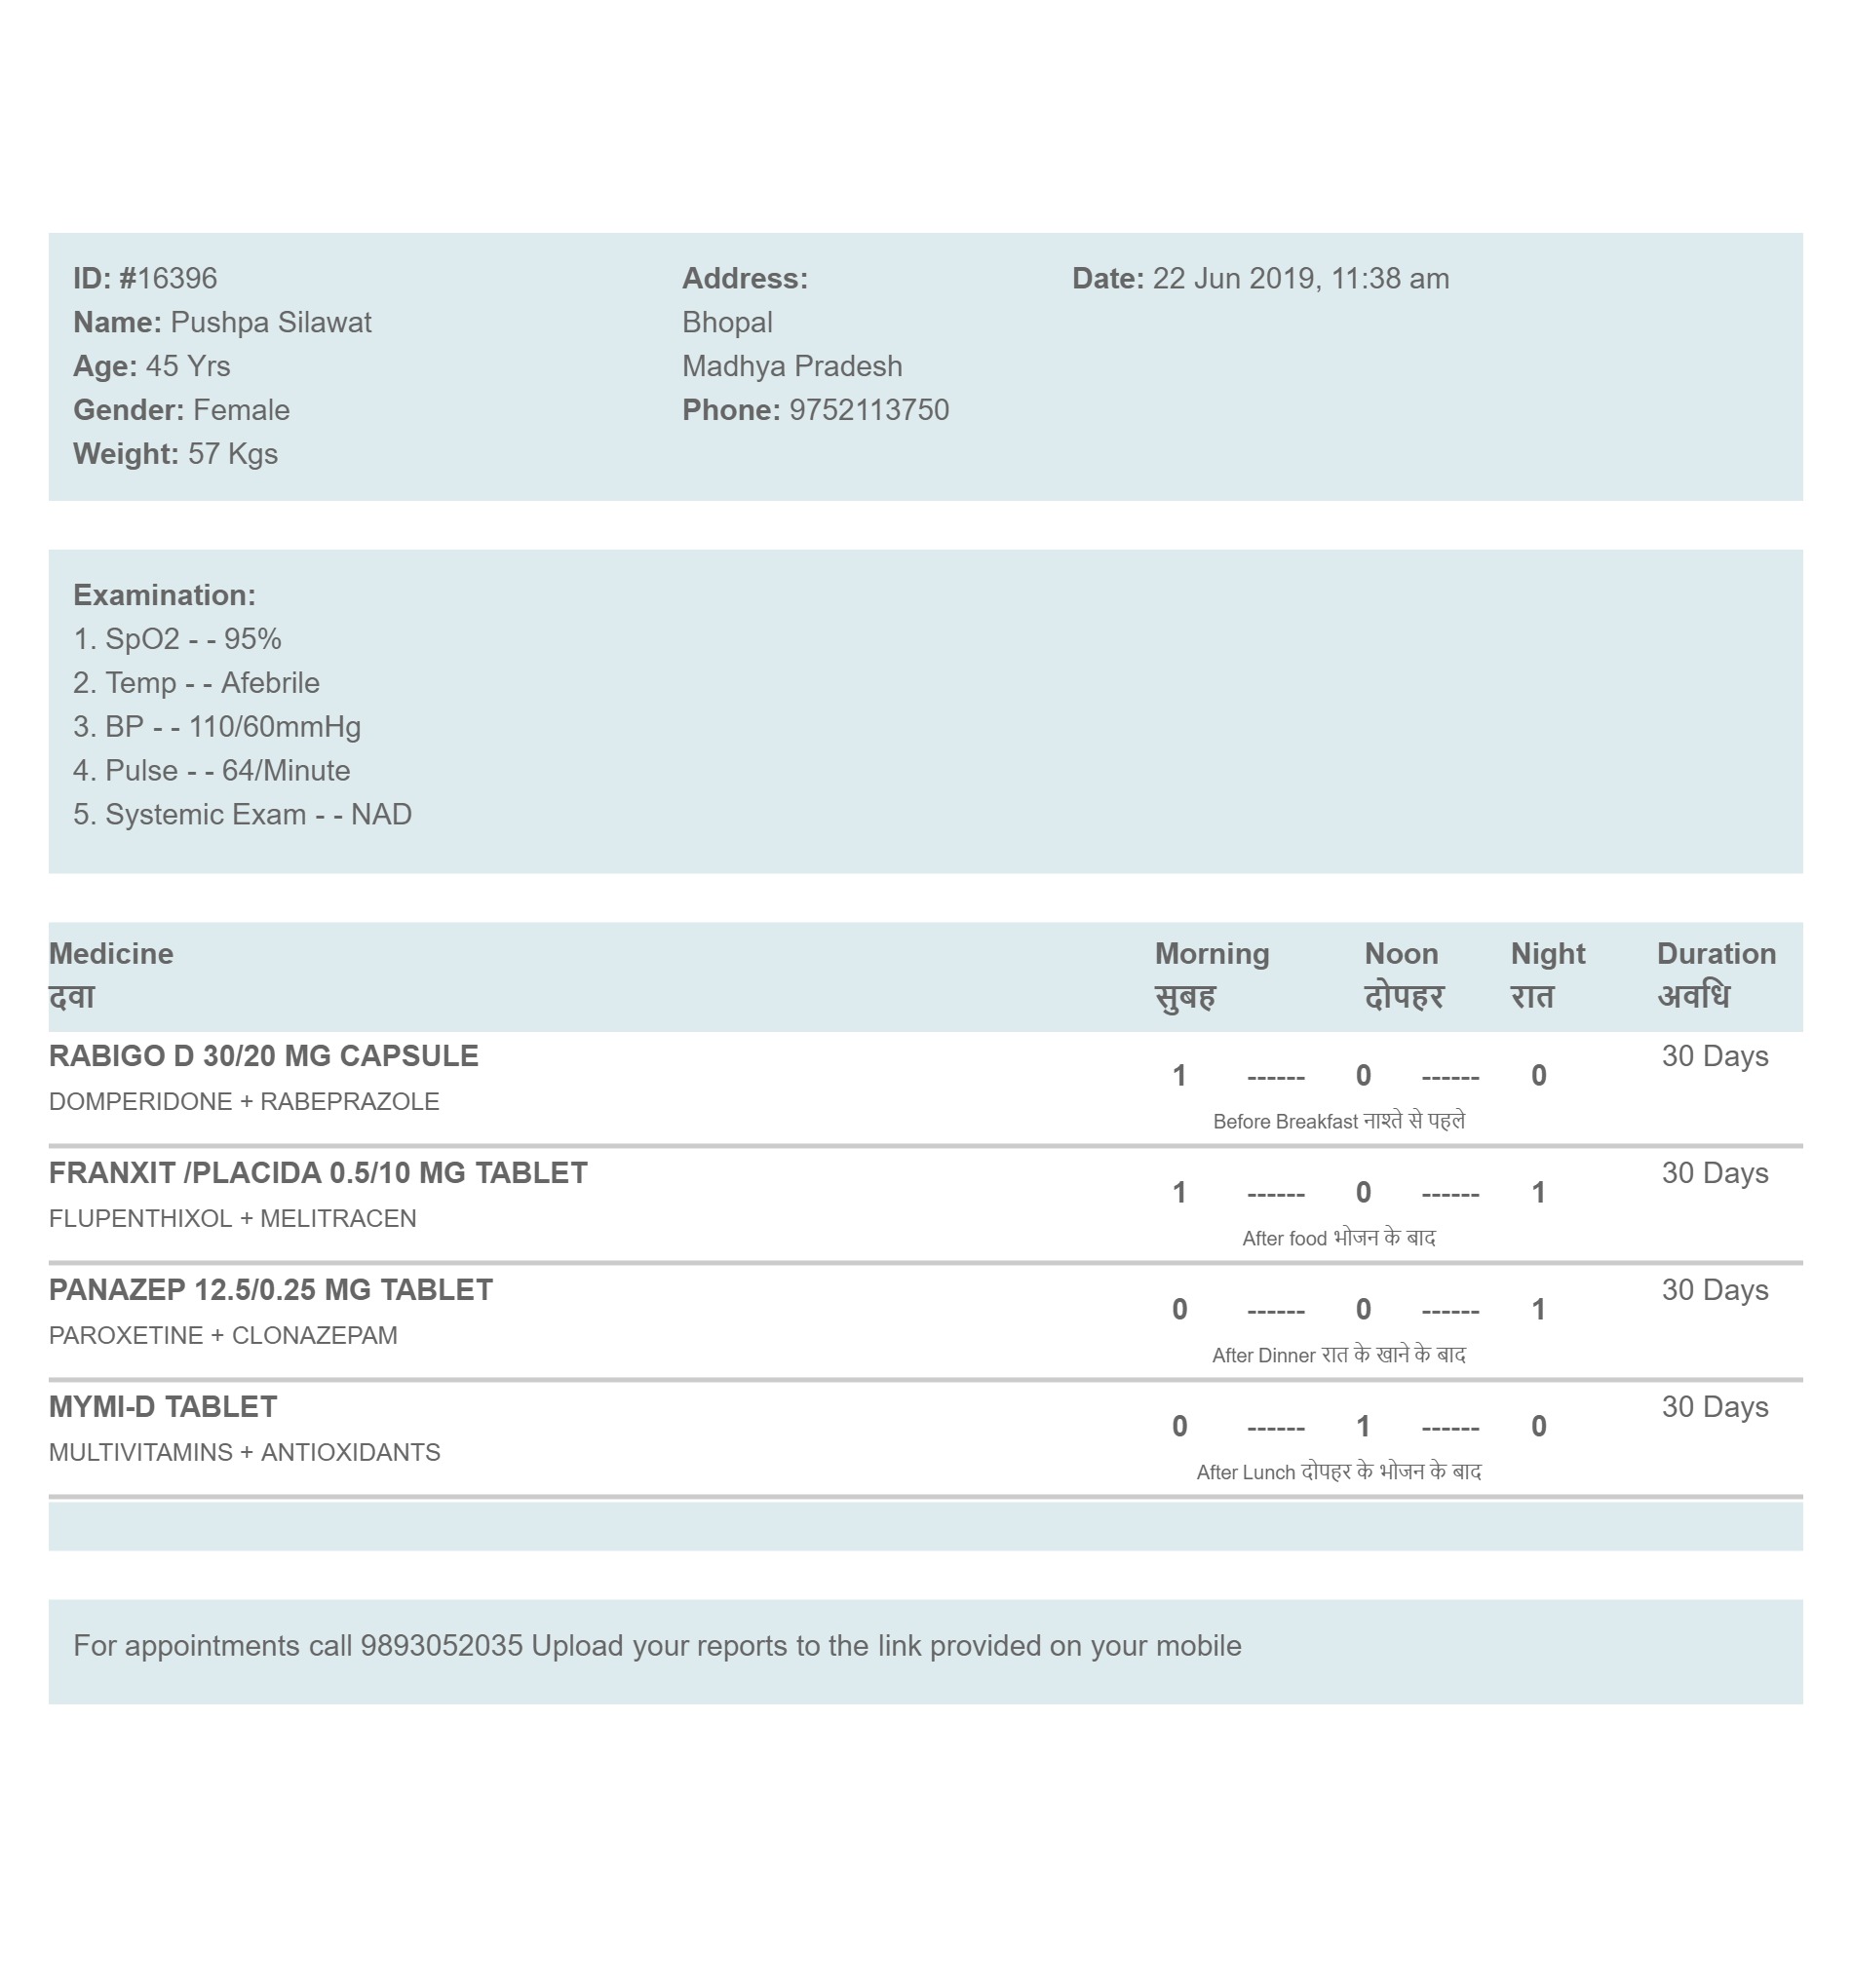 ID: #16396
Name: Pushpa Silawat
Age: 45 Yrs
Gender: Female
Weight: 57 Kgs
Address:
Bhopal
Madhya Pradesh
Phone: 9752113750
Date: 22 Jun 2019, 11:38 am
Examination:
1. SpO2 - - 95%
2. Temp - - Afebrile
3. BP - - 110/60mmHg
4. Pulse - - 64/Minute
5. Systemic Exam - - NAD
Medicine Morning Noon Night Duration
दवा सुबह दोपहर रात अवधि
RABIGO D 30/20 MG CAPSULE 30 Days
1 ------ 0 ------ 0
DOMPERIDONE + RABEPRAZOLE
Before Breakfast नाश्ते से पहले
FRANXIT /PLACIDA 0.5/10 MG TABLET 30 Days
1 ------ 0 ------ 1
FLUPENTHIXOL + MELITRACEN
After food भोजन के बाद
PANAZEP 12.5/0.25 MG TABLET 30 Days
0 ------ 0 ------ 1
PAROXETINE + CLONAZEPAM
After Dinner रात के खाने के बाद
MYMI-D TABLET 30 Days
0 ------ 1 ------ 0
MULTIVITAMINS + ANTIOXIDANTS
After Lunch दोपहर के भोजन के बाद
For appointments call 9893052035 Upload your reports to the link provided on your mobile